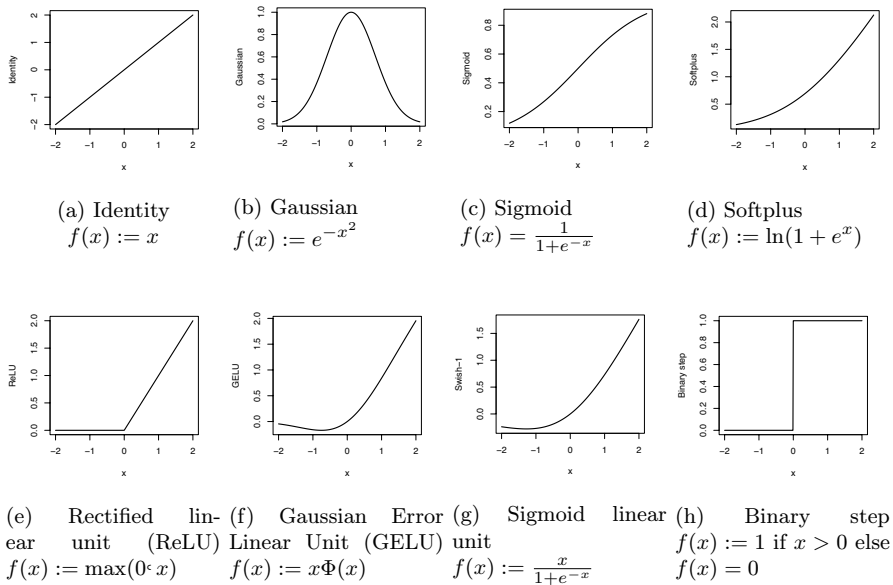 Identity
−2 −1 0 1 2
−2 −1 0 1 2
x
(a) Identity
f(x) := x
Gaussian
0.0 0.2 0.4 0.6 0.8 1.0
−2 −1 0 1 2
x
(b) Gaussian
f(x) := e^{−x^2}
Sigmoid
0.2 0.4 0.6 0.8
−2 −1 0 1 2
x
(c) Sigmoid
f(x) = \frac{1}{1+e^{−x}}
Softplus
0.5 1.0 1.5 2.0
−2 −1 0 1 2
x
(d) Softplus
f(x) := ln(1 + e^x)
ReLU
0.0 0.5 1.0 1.5 2.0
−2 −1 0 1 2
x
(e) Rectified lin-
ear unit (ReLU)
f(x) := max(0‹ x)
GELU
0.0 0.5 1.0 1.5 2.0
−2 −1 0 1 2
x
(f) Gaussian Error
Linear Unit (GELU)
f(x) := xΦ(x)
Swish−1
0.0 0.5 1.0 1.5
−2 −1 0 1 2
x
(g) Sigmoid linear
unit
f(x) := \frac{x}{1+e^{−x}}
Binary step
0.0 0.2 0.4 0.6 0.8 1.0
−2 −1 0 1 2
x
(h) Binary step
f(x) := 1 if x > 0 else
f(x) = 0